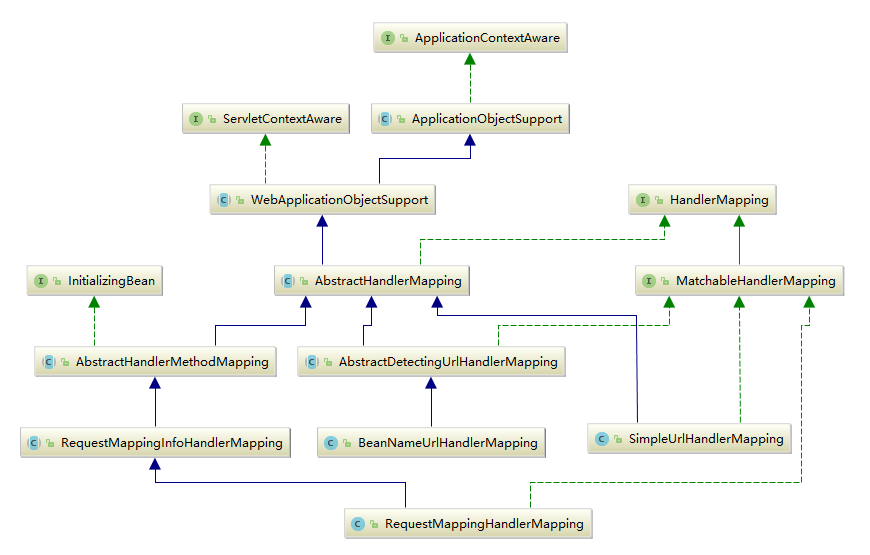 ApplicationContextAware
ServletContextAware
ApplicationObjectSupport
WebApplicationObjectSupport
HandlerMapping
InitializingBean
AbstractHandlerMapping
MatchableHandlerMapping
AbstractHandlerMethodMapping
AbstractDetectingUrlHandlerMapping
RequestMappingInfoHandlerMapping
BeanNameUrlHandlerMapping
SimpleUrlHandlerMapping
RequestMappingHandlerMapping